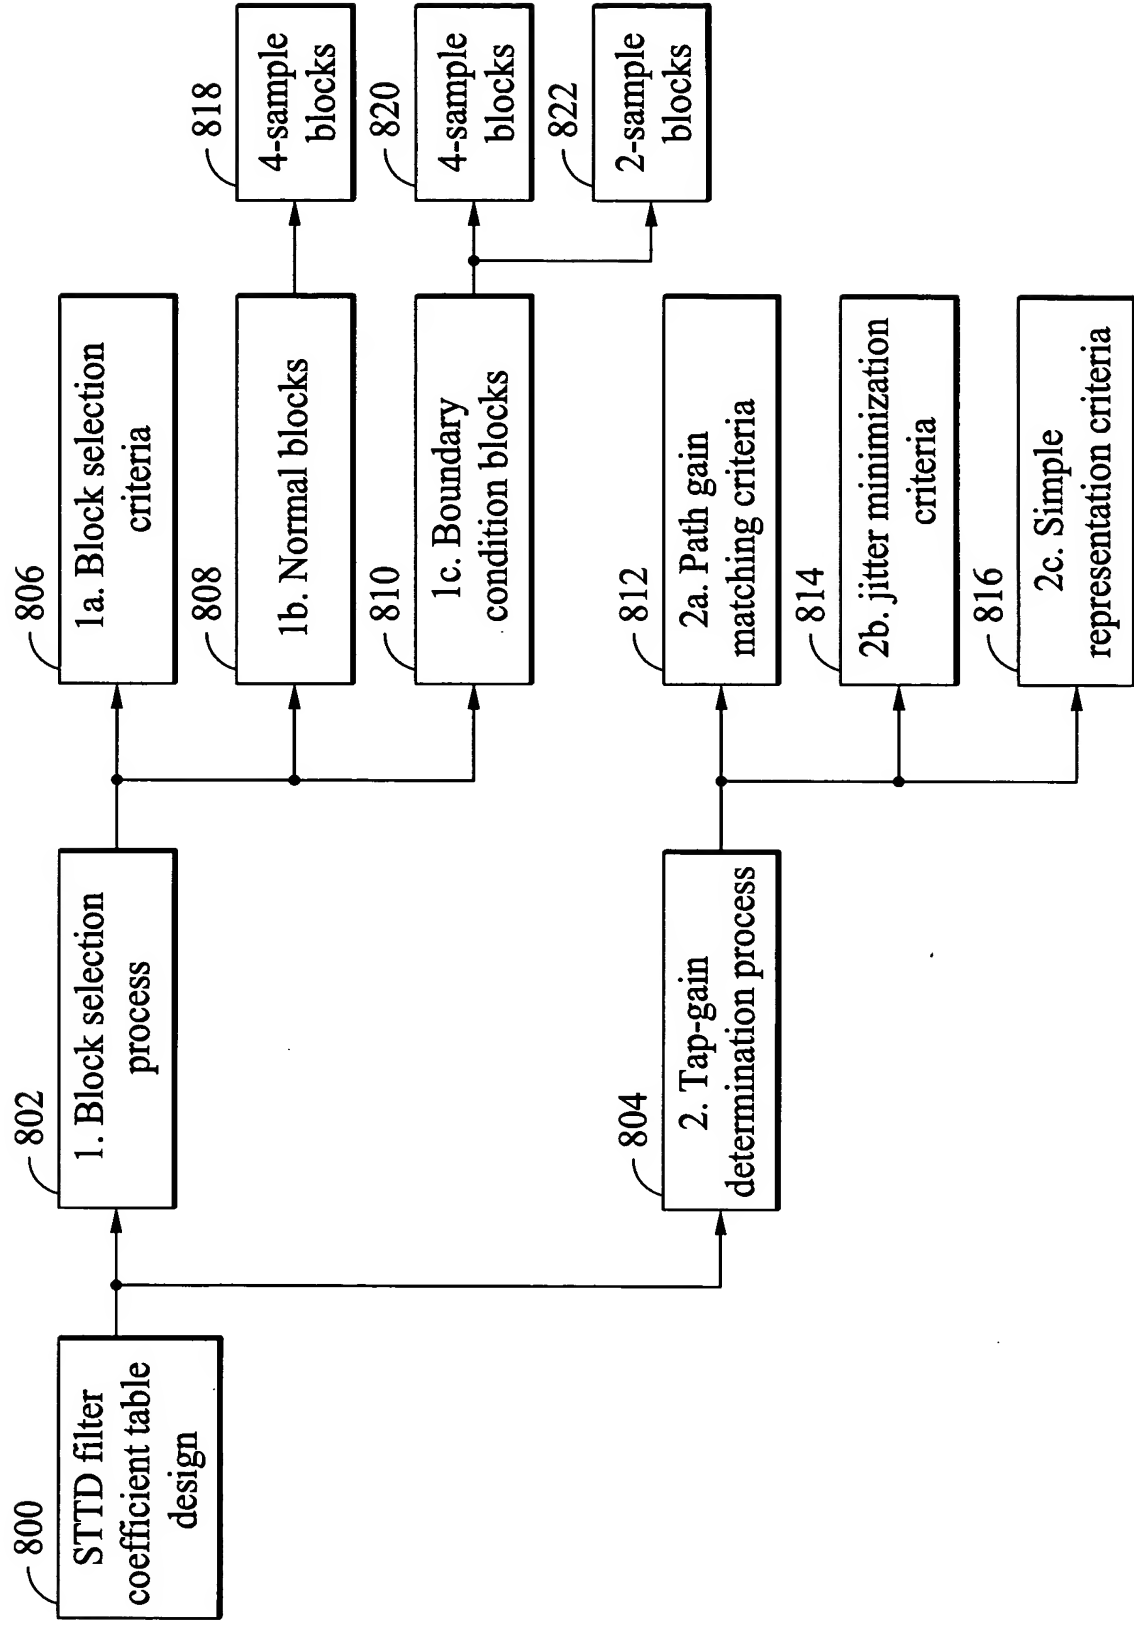 800
STTD filter
coefficient table
design
802
1. Block selection
process
804
2. Tap-gain
determination process
806
1a. Block selection
criteria
808
1b. Normal blocks
810
1c. Boundary
condition blocks
812
2a. Path gain
matching criteria
814
2b. jitter minimization
criteria
816
2c. Simple
representation criteria
818
4-sample
blocks
820
4-sample
blocks
822
2-sample
blocks